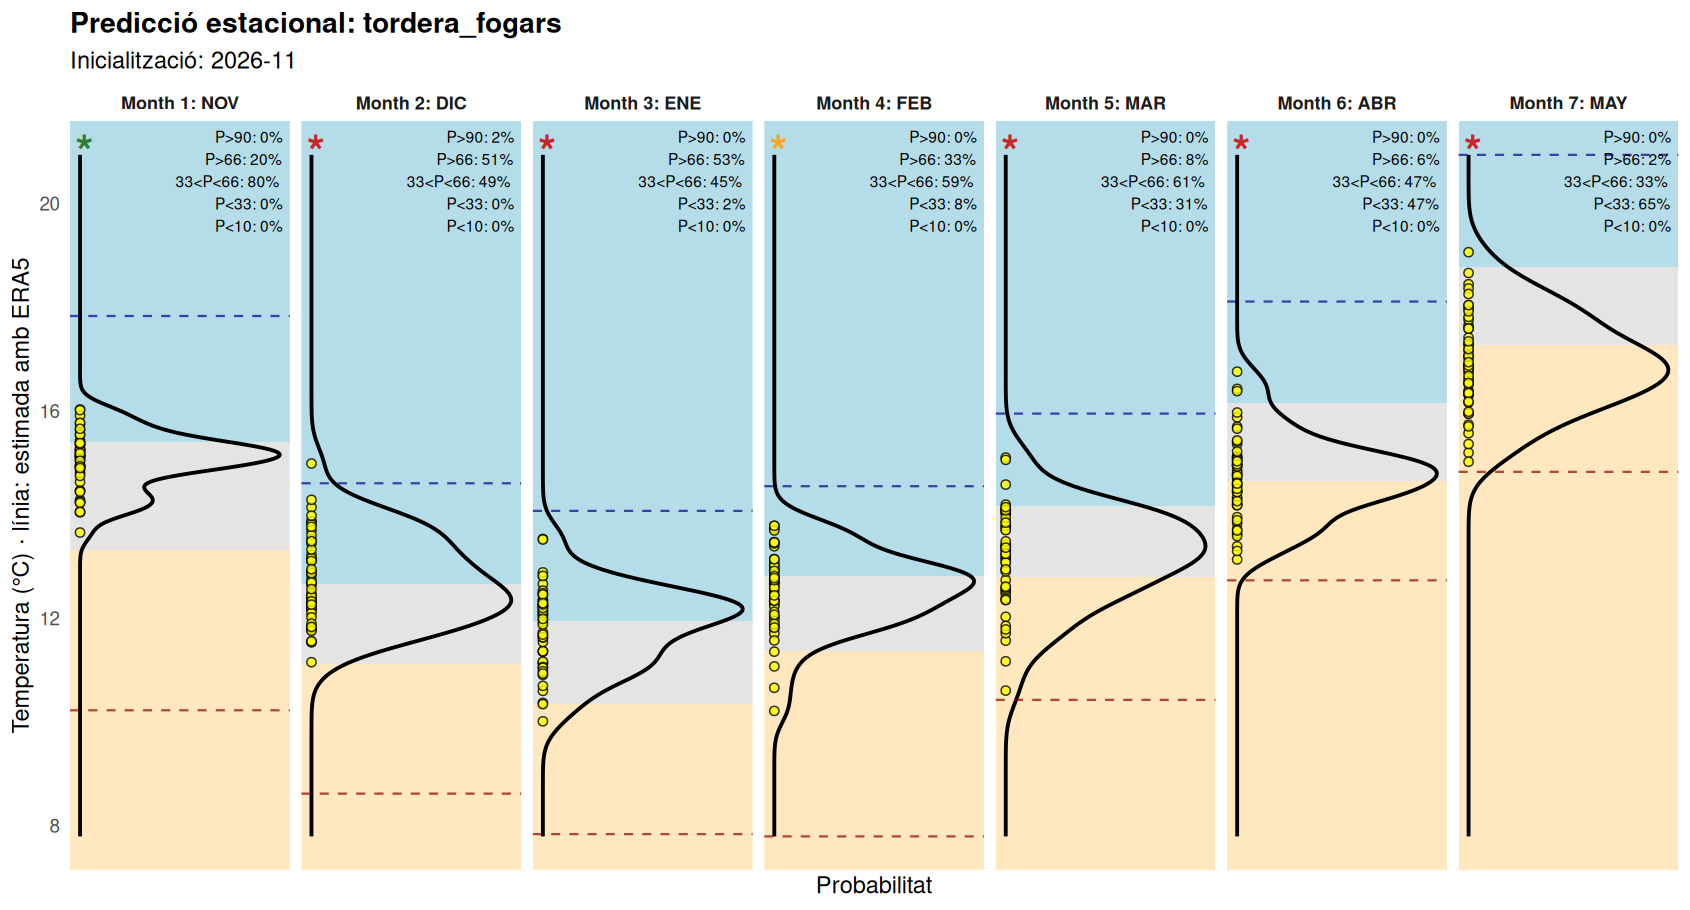 Predicció estacional: tordera_fogars
Inicialització: 2026-11
Month 1: NOV
Month 2: DIC
Month 3: ENE
Month 4: FEB
Month 5: MAR
Month 6: ABR
Month 7: MAY
*
P>90: 0%
P>66: 20%
33<P<66: 80%
P<33: 0%
P<10: 0%
*
P>90: 2%
P>66: 51%
33<P<66: 49%
P<33: 0%
P<10: 0%
*
P>90: 0%
P>66: 53%
33<P<66: 45%
P<33: 2%
P<10: 0%
*
P>90: 0%
P>66: 33%
33<P<66: 59%
P<33: 8%
P<10: 0%
*
P>90: 0%
P>66: 8%
33<P<66: 61%
P<33: 31%
P<10: 0%
*
P>90: 0%
P>66: 6%
33<P<66: 47%
P<33: 47%
P<10: 0%
*
P>90: 0%
P>66: 2%
33<P<66: 33%
P<33: 65%
P<10: 0%
20
16
12
8
Temperatura (°C) · línia: estimada amb ERA5
Probabilitat